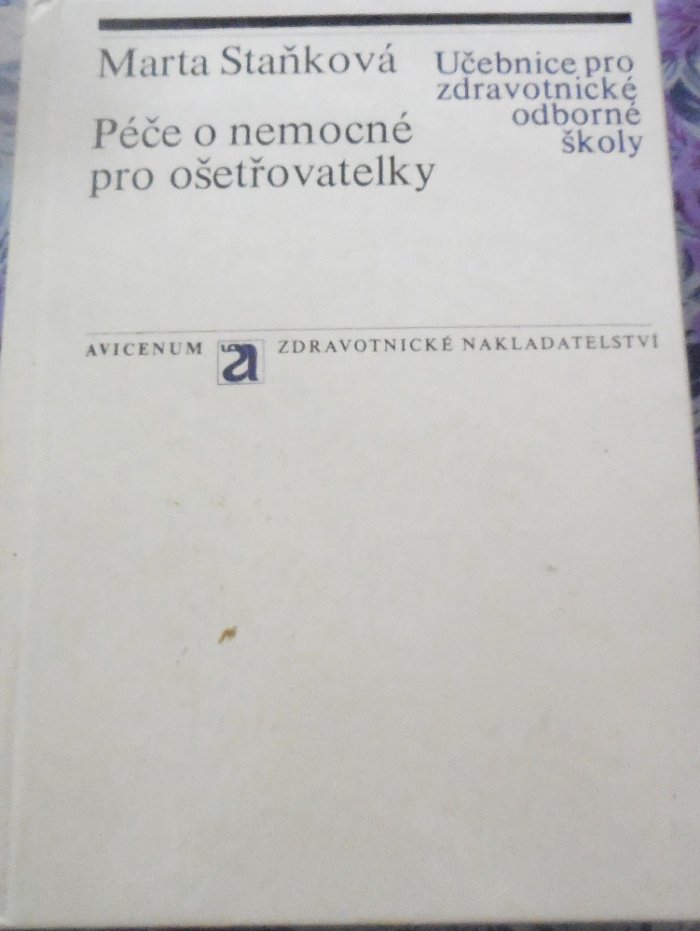 Marta Staňková
Učebnice pro
zdravotnické
odborné
školy
Péče o nemocné
pro ošetřovatelky
AVICENUM a ZDRAVOTNICKÉ NAKLADATELSTVÍ